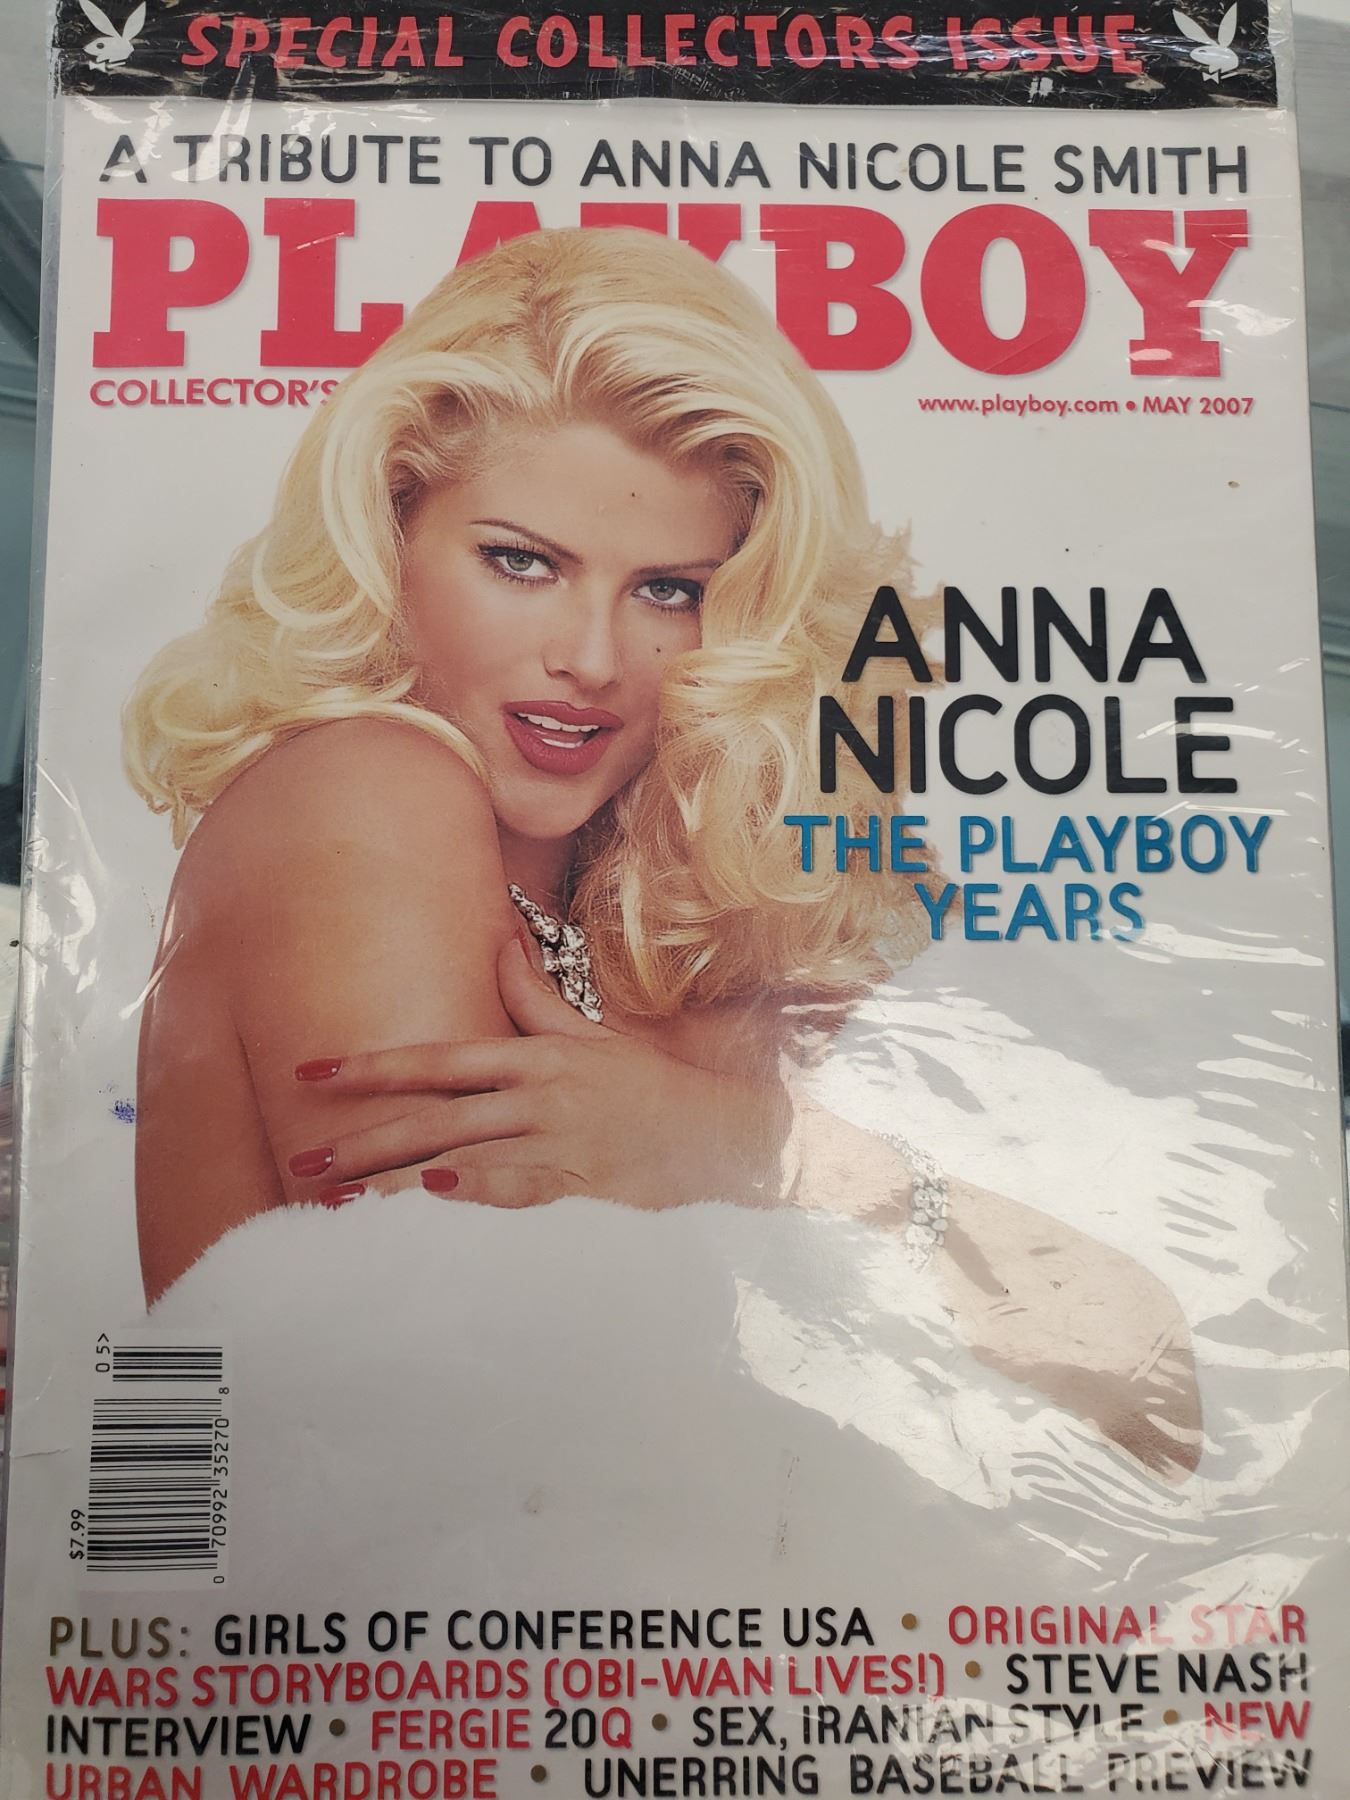 SPECIAL COLLECTORS ISSUE
A TRIBUTE TO ANNA NICOLE SMITH
PLAYBOY
COLLECTOR'S
www.playboy.com • MAY 2007
ANNA
NICOLE
THE PLAYBOY
YEARS
05>
$7.99
0 70992 35270 8
PLUS: GIRLS OF CONFERENCE USA • ORIGINAL STAR
WARS STORYBOARDS (OBI-WAN LIVES!) • STEVE NASH
INTERVIEW • FERGIE 20Q • SEX, IRANIAN STYLE • NEW
URBAN WARDROBE • UNERRING BASEBALL PREVIEW